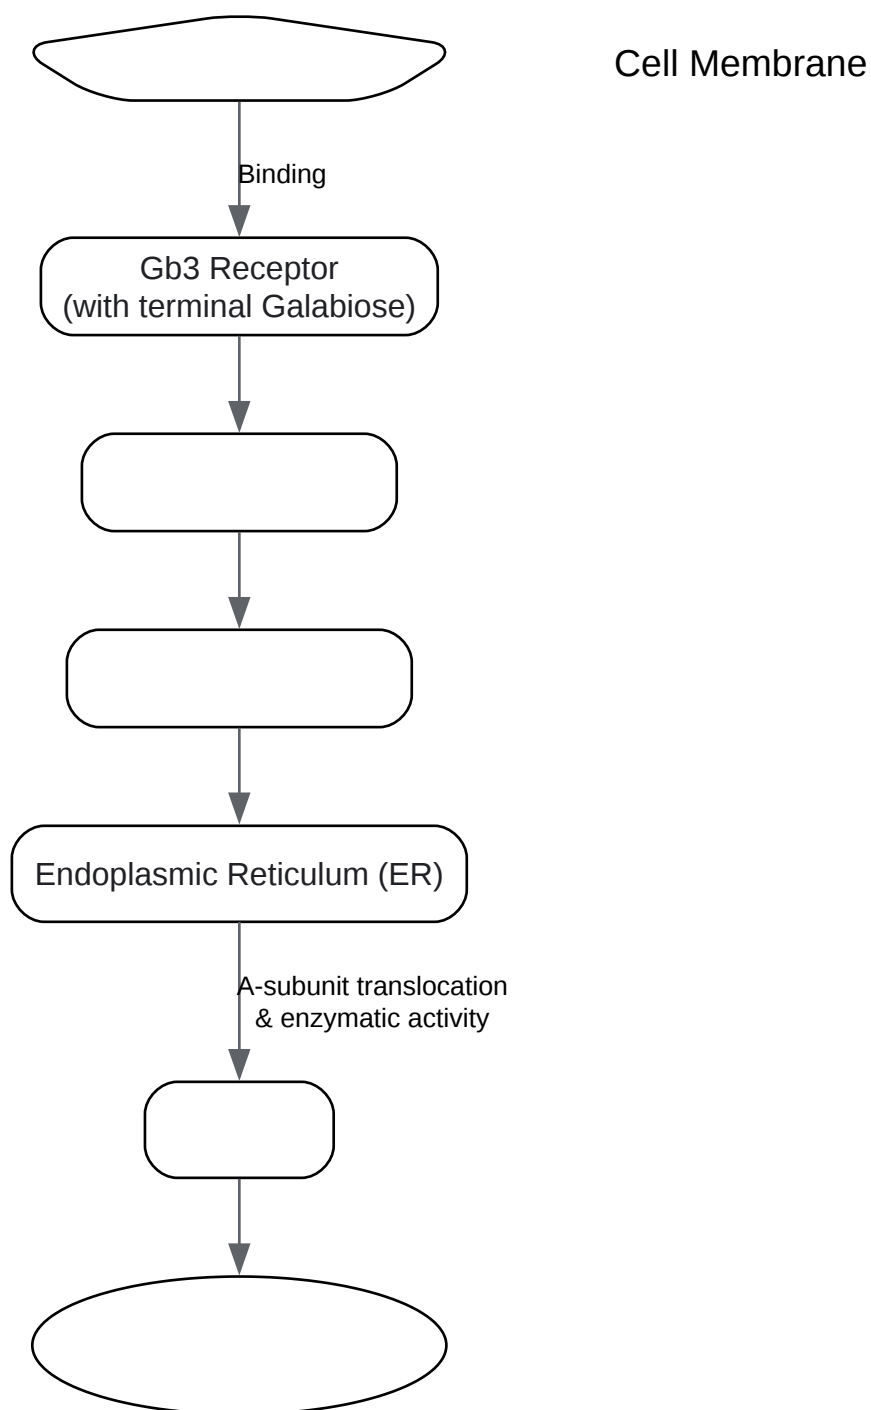 Cell Membrane
Binding
Gb3 Receptor
(with terminal Galabiose)
Endoplasmic Reticulum (ER)
A-subunit translocation
& enzymatic activity